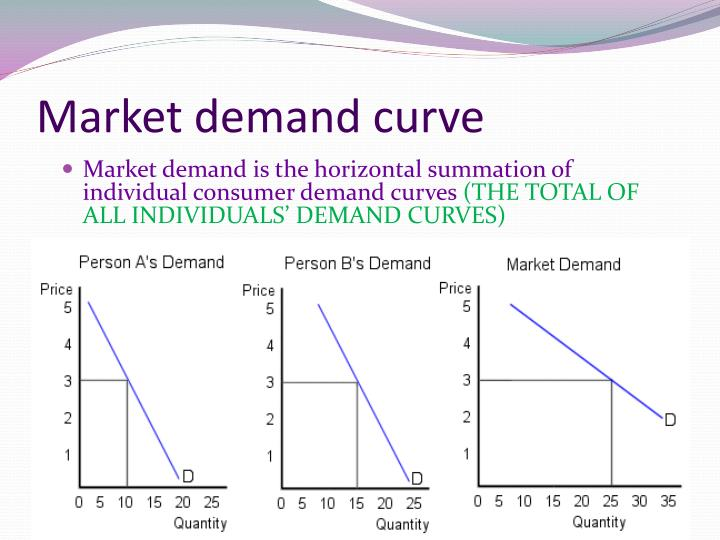 Market demand curve
• Market demand is the horizontal summation of
individual consumer demand curves (THE TOTAL OF
ALL INDIVIDUALS’ DEMAND CURVES)
Person A's Demand
Price
5
4
3
2
1
D
0 5 10 15 20 25
Quantity
Person B's Demand
Price
5
4
3
2
1
D
0 5 10 15 20 25
Quantity
Market Demand
Price
5
4
3
2
1
D
0 5 10 15 20 25 30 35
Quantity